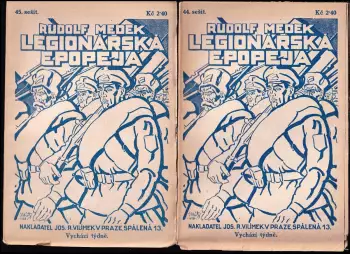 45. sešit.
Kč 2·40
RUDOLF MEDEK
LEGIONÁŘSKÁ
EPOPEJA
NAKLADATEL JOS. R. VILÍMEK V PRAZE, SPÁLENÁ 13.
Vychází týdně.
44. sešit.
Kč 2·40
RUDOLF MEDEK
LEGIONÁŘSKÁ
EPOPEJA
NAKLADATEL JOS. R. VILÍMEK V PRAZE, SPÁLENÁ 13.
Vychází týdně.